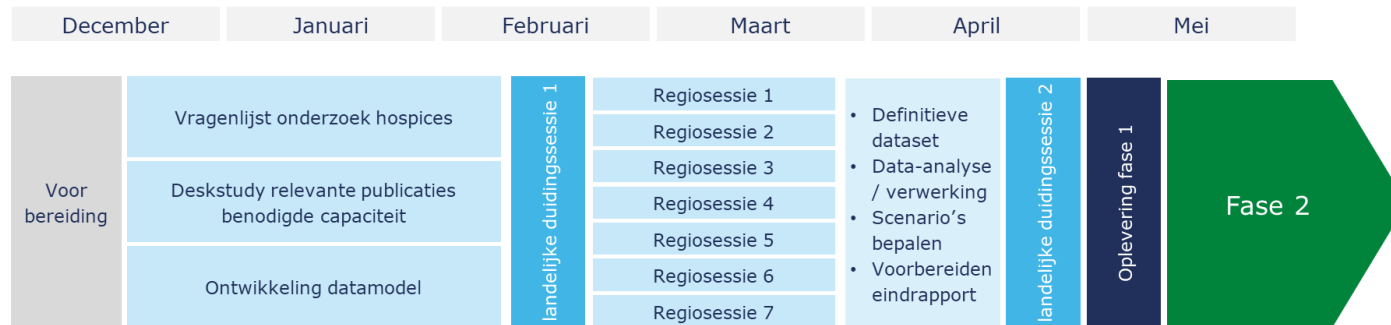 December
Januari
Februari
Maart
April
Mei
Voor
bereiding
Vragenlijst onderzoek hospices
Deskstudy relevante publicaties
benodigde capaciteit
Ontwikkeling datamodel
landelijke duidingssessie 1
Regiosessie 1
Regiosessie 2
Regiosessie 3
Regiosessie 4
Regiosessie 5
Regiosessie 6
Regiosessie 7
• Definitieve
dataset
• Data-analyse
/ verwerking
• Scenario’s
bepalen
• Voorbereiden
eindrapport
landelijke duidingssessie 2
Oplevering fase 1
Fase 2